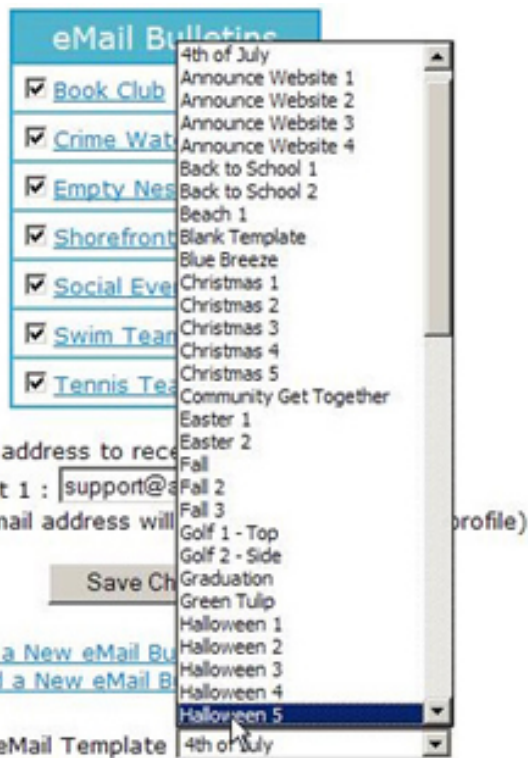 eMail Bulletins
Book Club
Crime Wat
Empty Nes
Shorefront
Social Eve
Swim Team
Tennis Tea
4th of July
Announce Website 1
Announce Website 2
Announce Website 3
Announce Website 4
Back to School 1
Back to School 2
Beach 1
Blank Template
Blue Breeze
Christmas 1
Christmas 2
Christmas 3
Christmas 4
Christmas 5
Community Get Together
Easter 1
Easter 2
Fall
Fall 2
Fall 3
Golf 1 - Top
Golf 2 - Side
Graduation
Green Tulip
Halloween 1
Halloween 2
Halloween 3
Halloween 4
Halloween 5
address to rece
t 1 : support@a
mail address will profile)
Save Ch
a New eMail Bu
l a New eMail B
eMail Template 4th of July